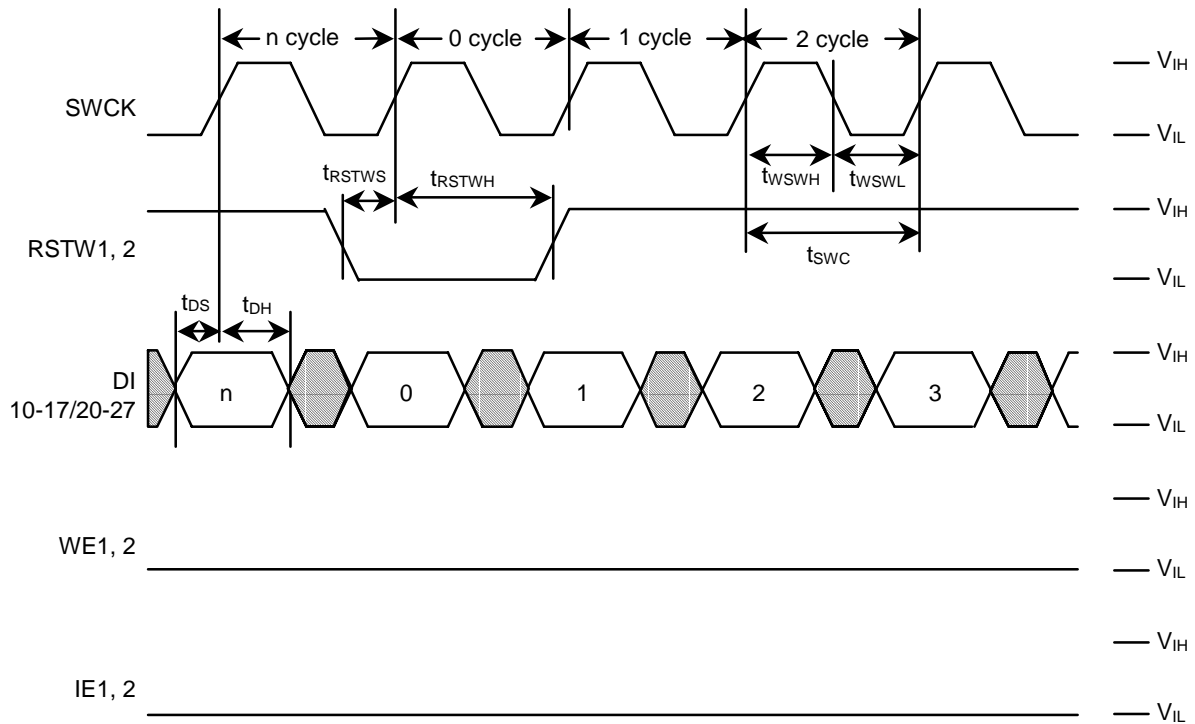 n cycle 0 cycle 1 cycle 2 cycle
SWCK
VIH
VIL
tRSTWS tRSTWH tWSWH tWSWL
RSTW1, 2
tSWC
VIH
VIL
tDS tDH
DI
10-17/20-27
n 0 1 2 3
VIH
VIL
WE1, 2
VIH
VIL
IE1, 2
VIH
VIL